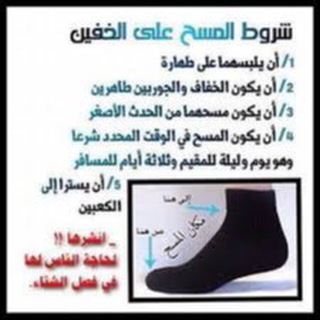 شروط المسح على الخفين
1/ أن يلبسهما على طهارة
2/ أن يكون الخفاف والجوربين طاهرين
3/ أن يكون مسحهما من الحدث الأصغر
4/ أن يكون المسح في الوقت المحدد شرعا
وهو يوم وليلة للمقيم وثلاثة أيام للمسافر
5/ أن يسترا إلى
الكعبين
_ انشرها !!
لحاجة الناس لها
في فصل الشتاء.
إلى هنا
مكان المسح
من هنا